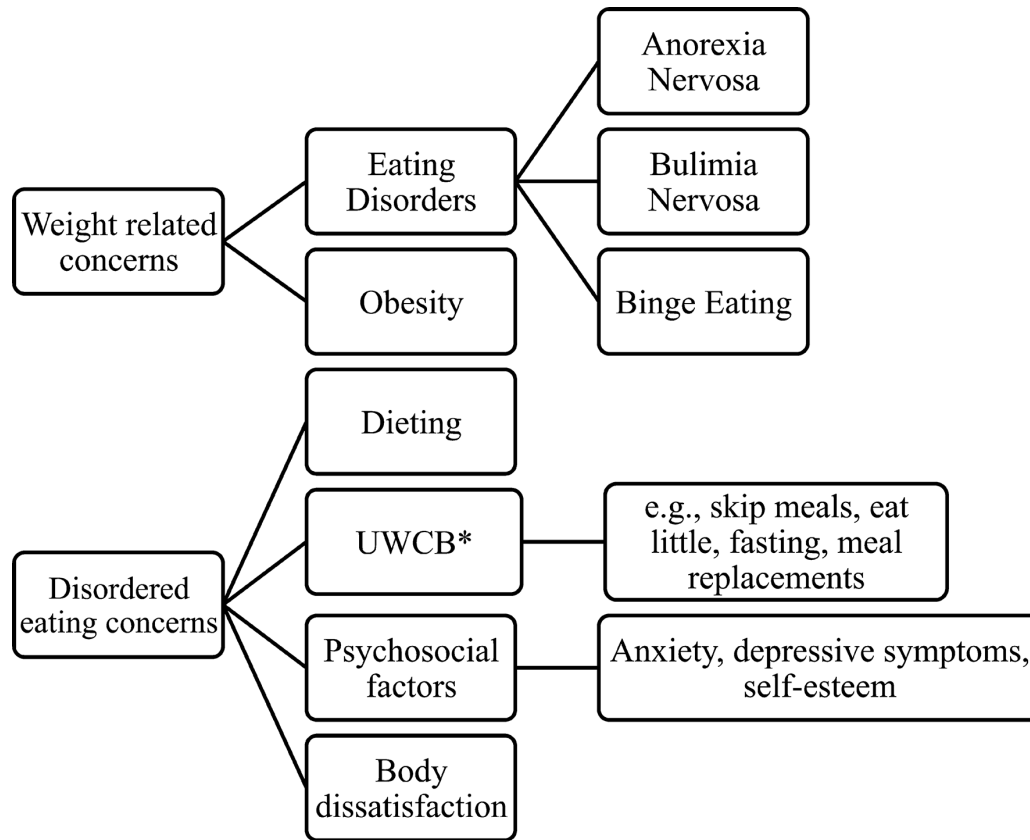 Weight related
concerns
Eating
Disorders
Anorexia
Nervosa
Bulimia
Nervosa
Binge Eating
Obesity
Disordered
eating concerns
Dieting
UWCB*
e.g., skip meals, eat
little, fasting, meal
replacements
Psychosocial
factors
Anxiety, depressive symptoms,
self-esteem
Body
dissatisfaction